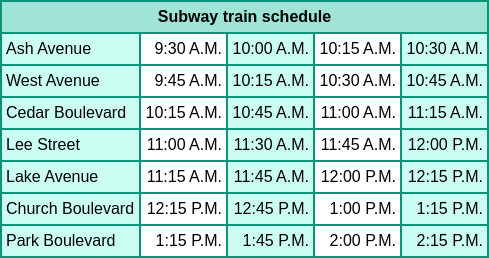 Subway train schedule
Ash Avenue 9:30 A.M. 10:00 A.M. 10:15 A.M. 10:30 A.M.
West Avenue 9:45 A.M. 10:15 A.M. 10:30 A.M. 10:45 A.M.
Cedar Boulevard 10:15 A.M. 10:45 A.M. 11:00 A.M. 11:15 A.M.
Lee Street 11:00 A.M. 11:30 A.M. 11:45 A.M. 12:00 P.M.
Lake Avenue 11:15 A.M. 11:45 A.M. 12:00 P.M. 12:15 P.M.
Church Boulevard 12:15 P.M. 12:45 P.M. 1:00 P.M. 1:15 P.M.
Park Boulevard 1:15 P.M. 1:45 P.M. 2:00 P.M. 2:15 P.M.